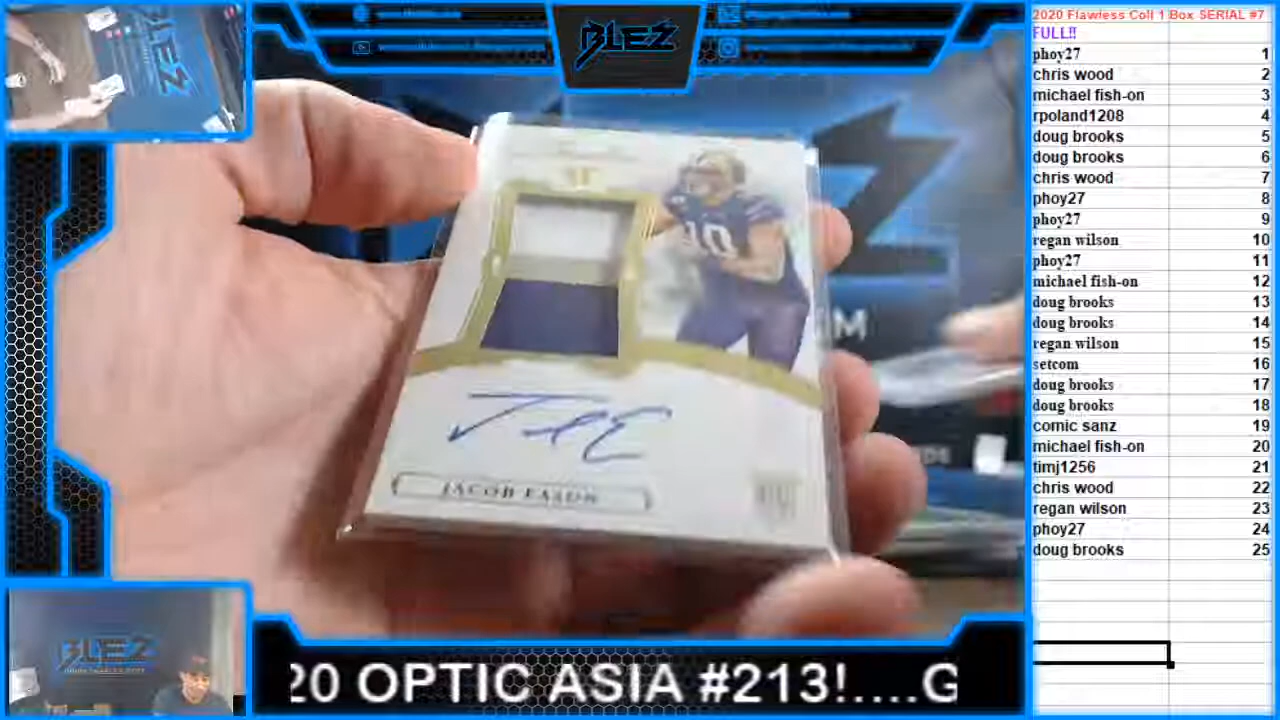 BLEZ
JACOB EASON
10
20 OPTIC ASIA #213!....G
BLEZ
2020 Flawless Coll 1 Box SERIAL #7
FULL!!
phoy27 1
chris wood 2
michael fish-on 3
rpoland1208 4
doug brooks 5
doug brooks 6
chris wood 7
phoy27 8
phoy27 9
regan wilson 10
phoy27 11
michael fish-on 12
doug brooks 13
doug brooks 14
regan wilson 15
setcom 16
doug brooks 17
doug brooks 18
comic sanz 19
michael fish-on 20
timj1256 21
chris wood 22
regan wilson 23
phoy27 24
doug brooks 25